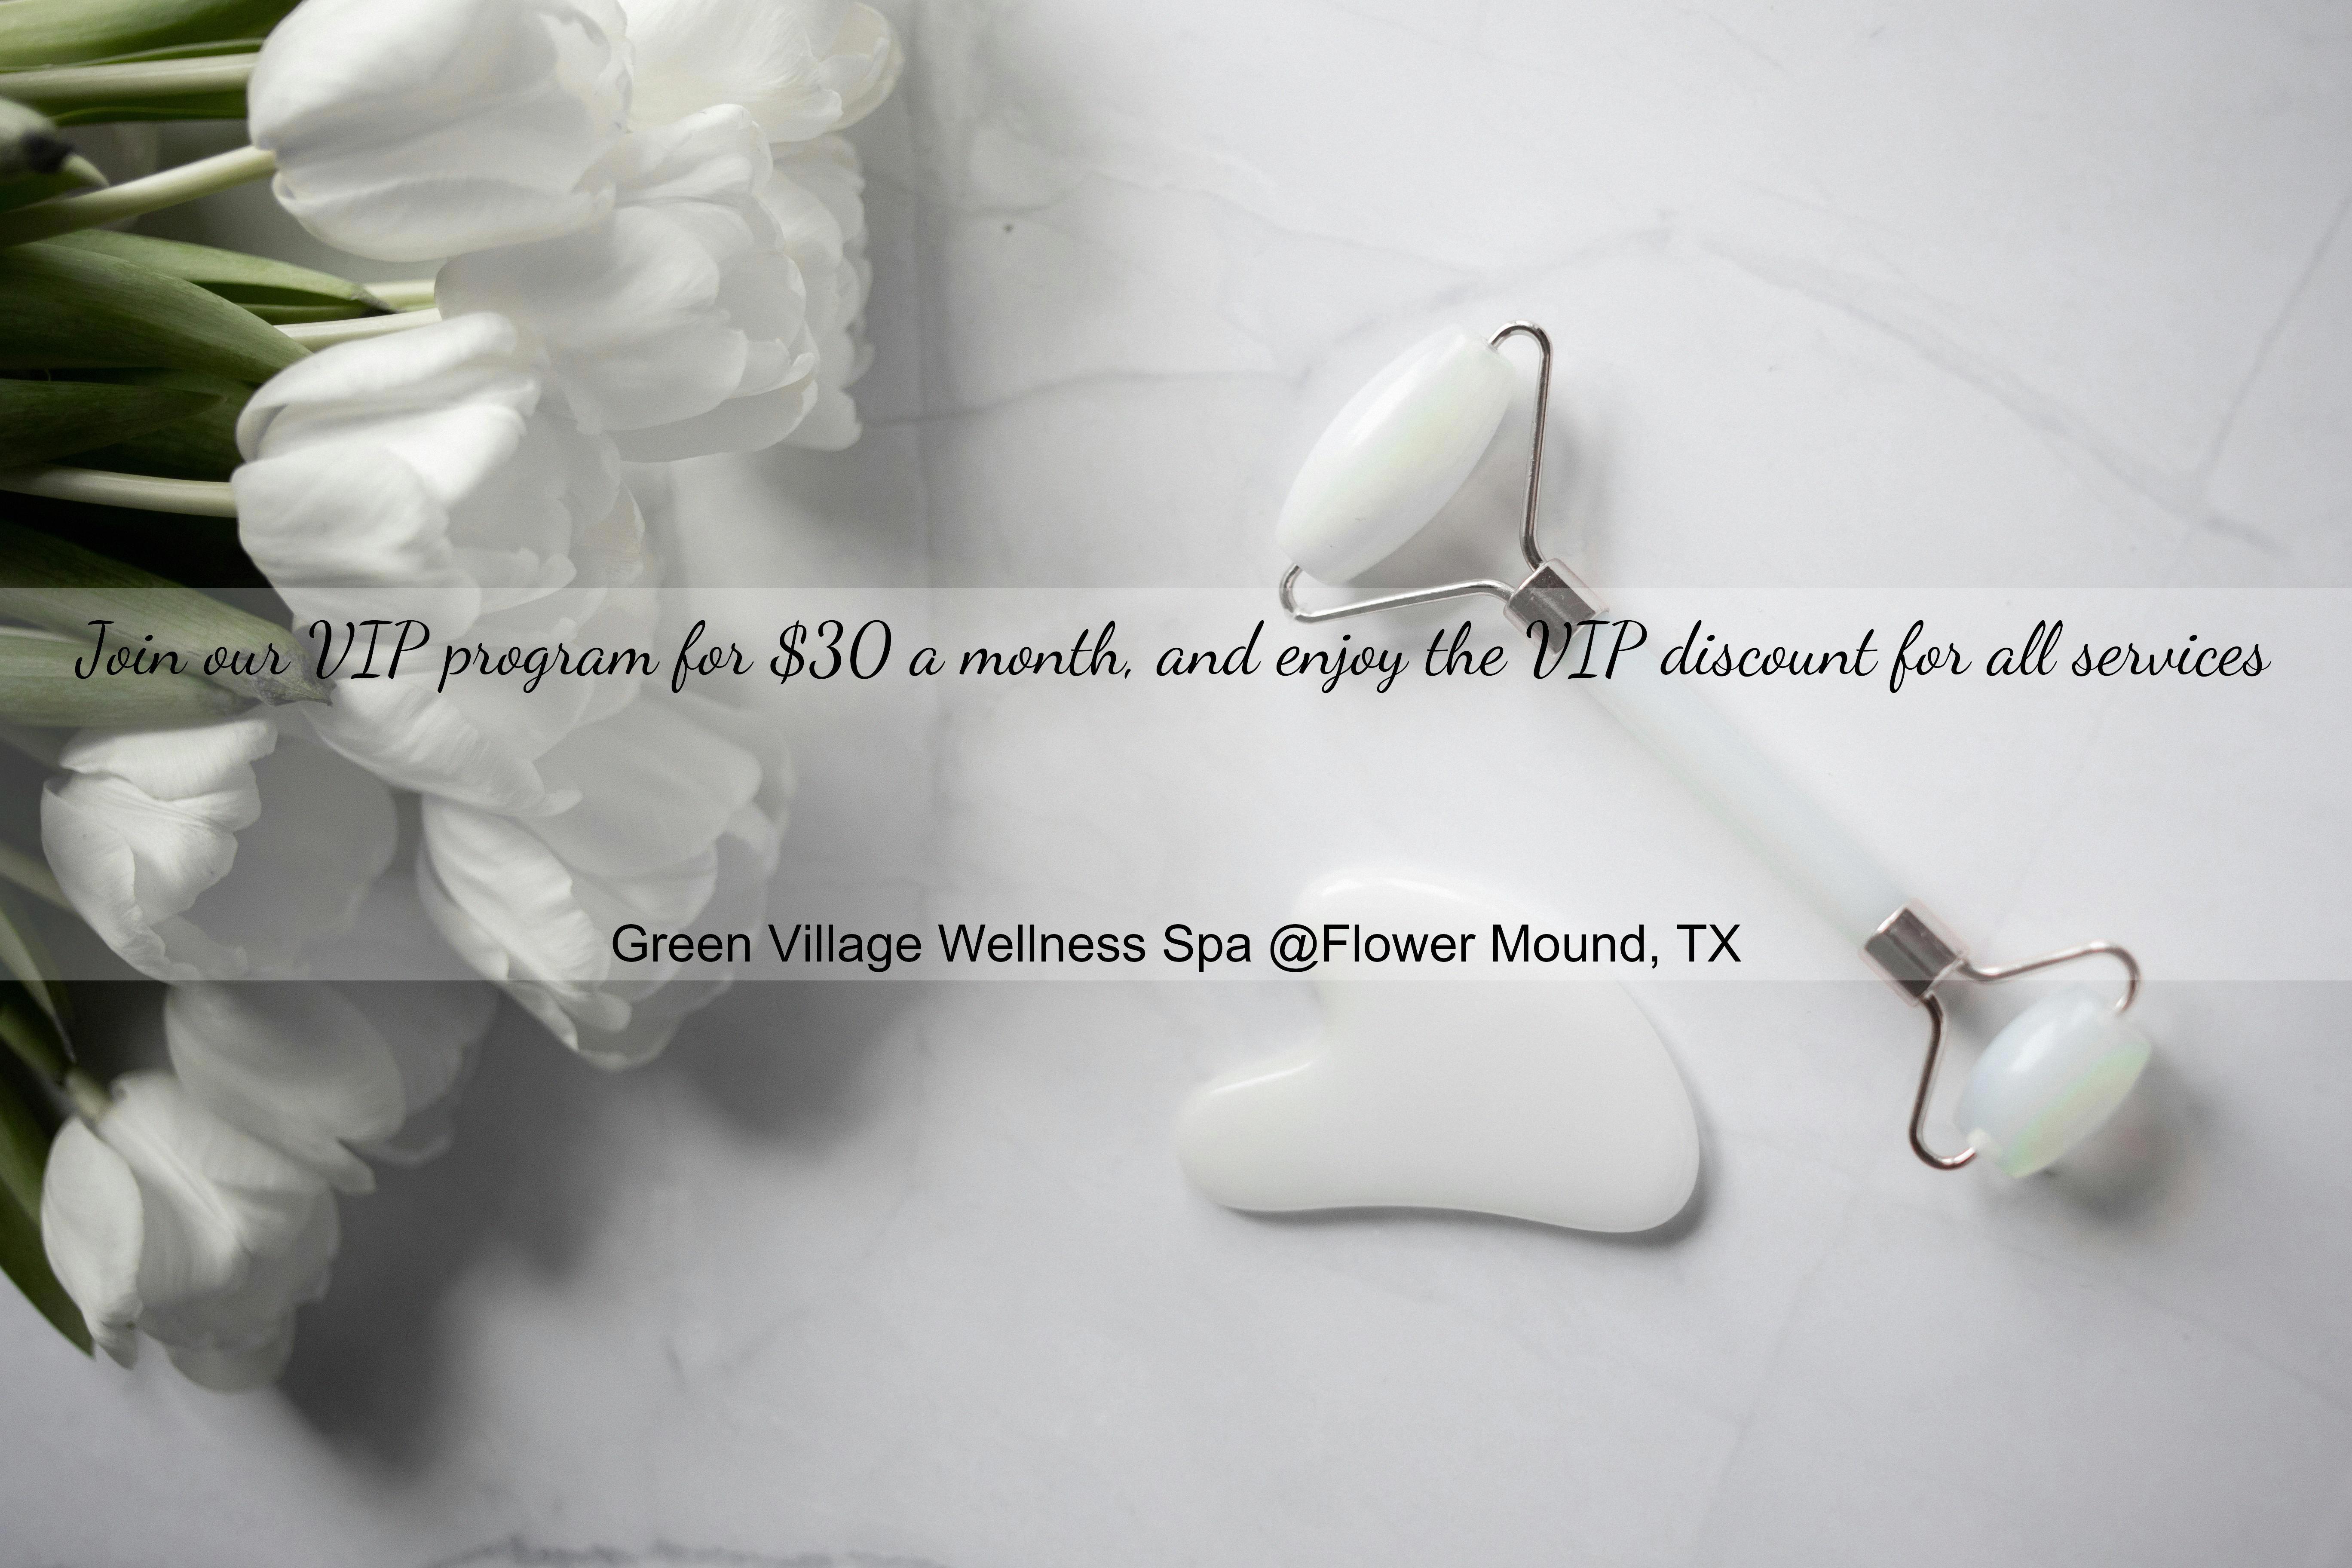 Join our VIP program for $30 a month, and enjoy the VIP discount for all services
Green Village Wellness Spa @Flower Mound, TX